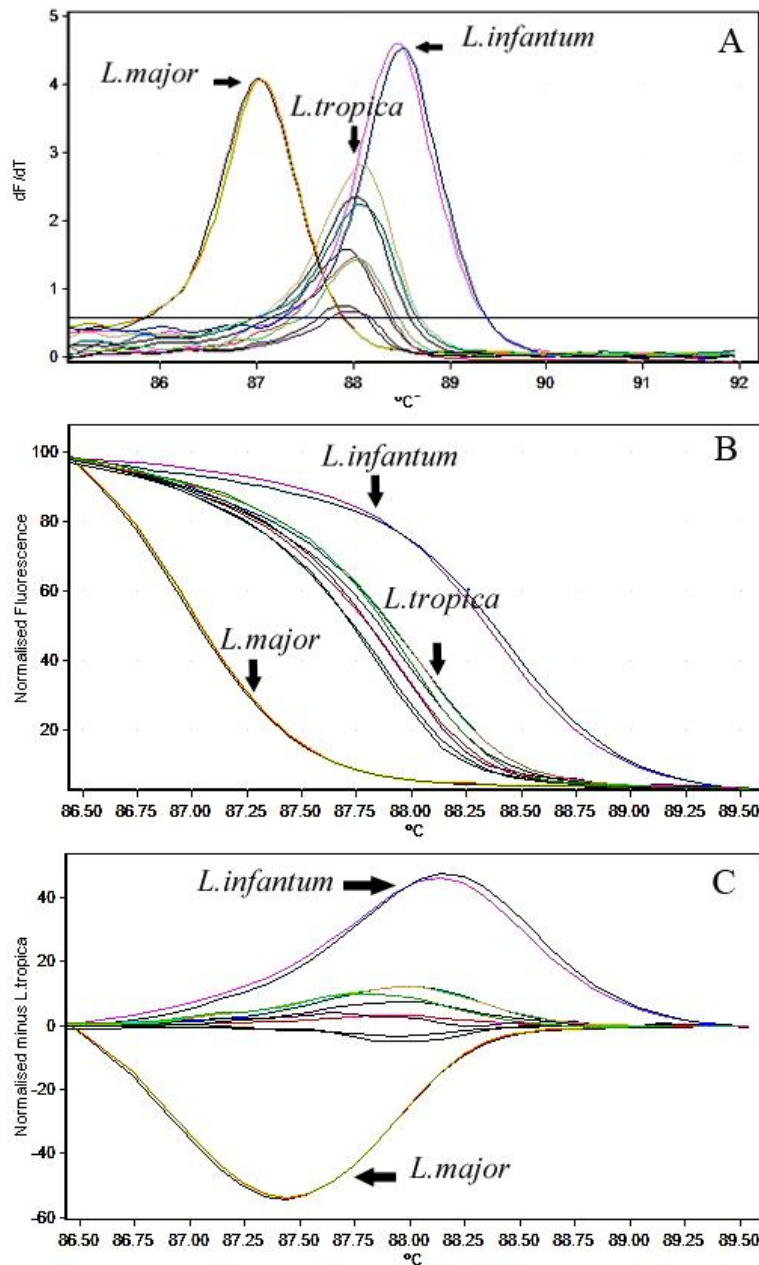 A
5
4
3
2
1
0
dF/dT
L.major
L.tropica
L.infantum
86 87 88 89 90 91 92
°C
B
100
80
60
40
20
Normalised Fluorescence
L.infantum
L.tropica
L.major
86.50 86.75 87.00 87.25 87.50 87.75 88.00 88.25 88.50 88.75 89.00 89.25 89.50
°C
C
40
20
0
-20
-40
-60
Normalised minus L.tropica
L.infantum
L.major
86.50 86.75 87.00 87.25 87.50 87.75 88.00 88.25 88.50 88.75 89.00 89.25 89.50
°C